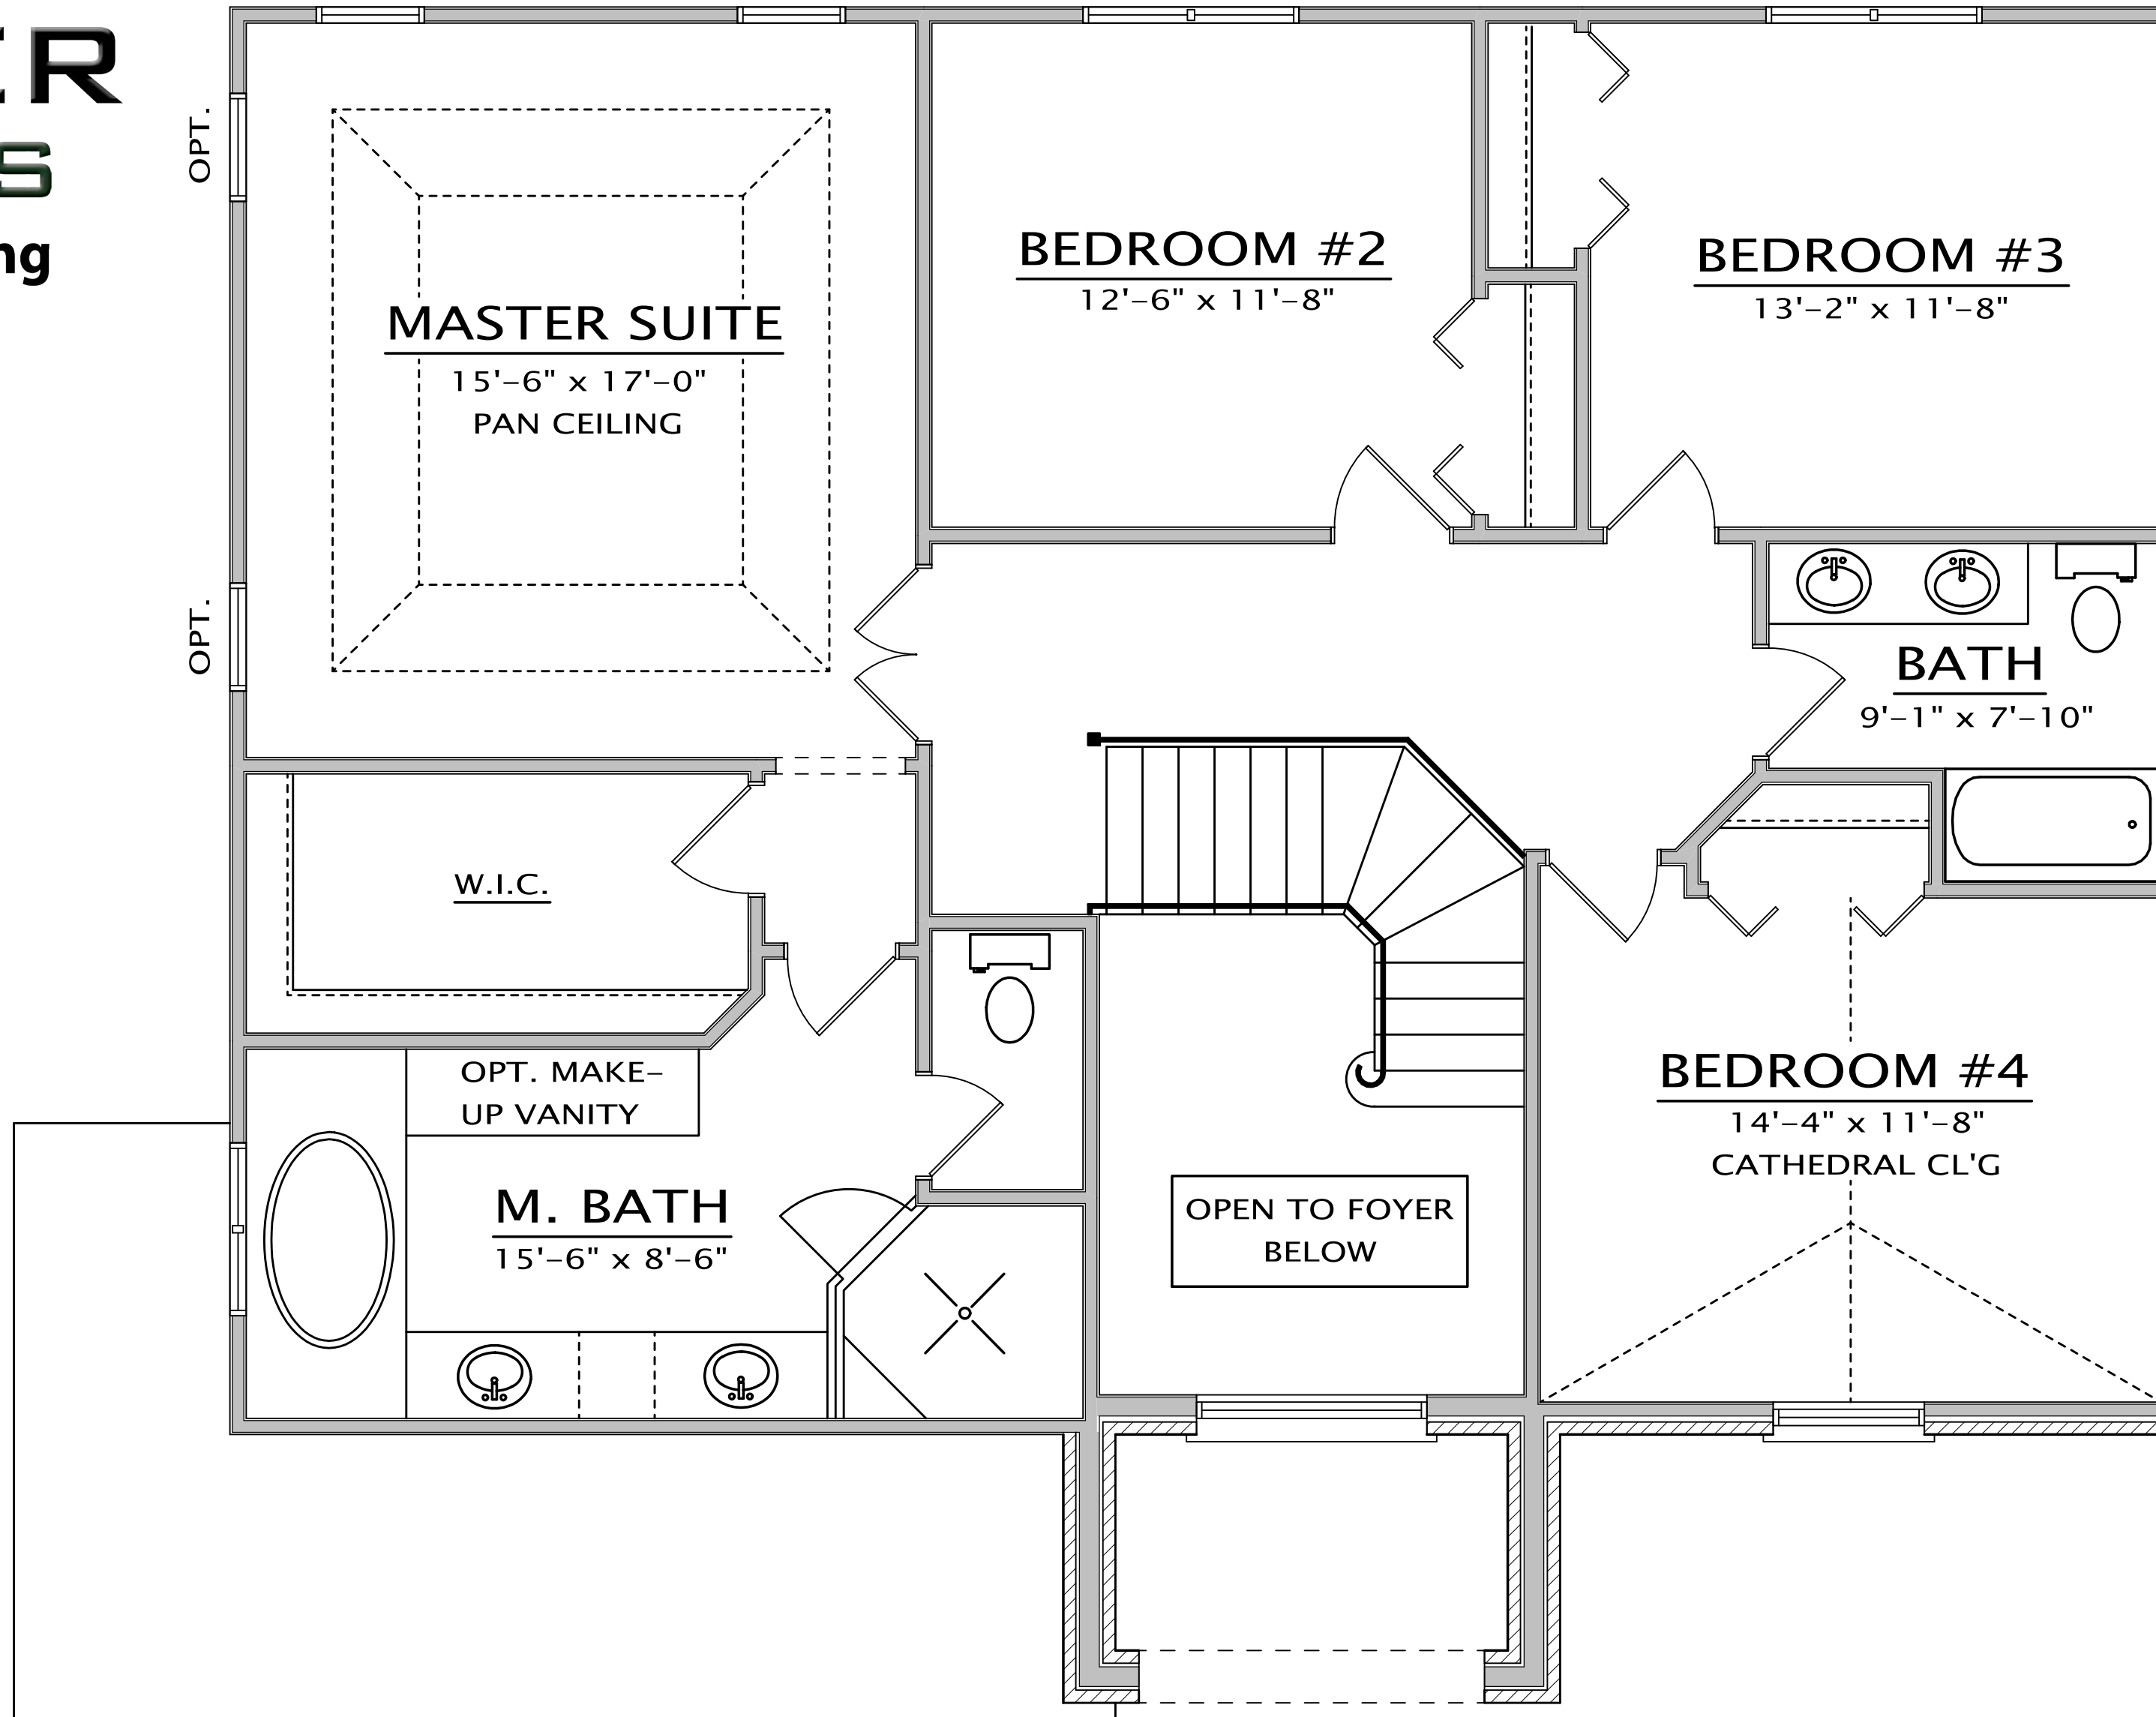 ER
S
ng
OPT.
OPT.
MASTER SUITE
15'-6" x 17'-0"
PAN CEILING
BEDROOM #2
12'-6" x 11'-8"
BEDROOM #3
13'-2" x 11'-8"
BATH
9'-1" x 7'-10"
W.I.C.
OPT. MAKE-
UP VANITY
M. BATH
15'-6" x 8'-6"
OPEN TO FOYER
BELOW
BEDROOM #4
14'-4" x 11'-8"
CATHEDRAL CL'G